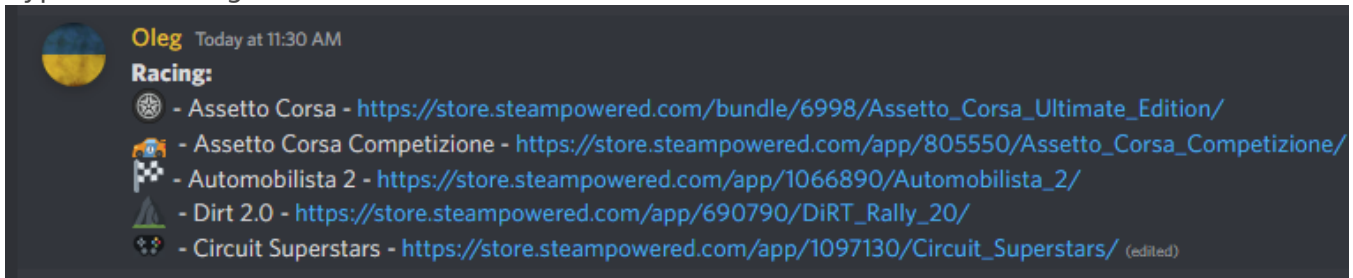 Oleg Today at 11:30 AM
Racing:
- Assetto Corsa - https://store.steampowered.com/bundle/6998/Assetto_Corsa_Ultimate_Edition/
- Assetto Corsa Competizione - https://store.steampowered.com/app/805550/Assetto_Corsa_Competizione/
- Automobilista 2 - https://store.steampowered.com/app/1066890/Automobilista_2/
- Dirt 2.0 - https://store.steampowered.com/app/690790/DiRT_Rally_20/
- Circuit Superstars - https://store.steampowered.com/app/1097130/Circuit_Superstars/ (edited)